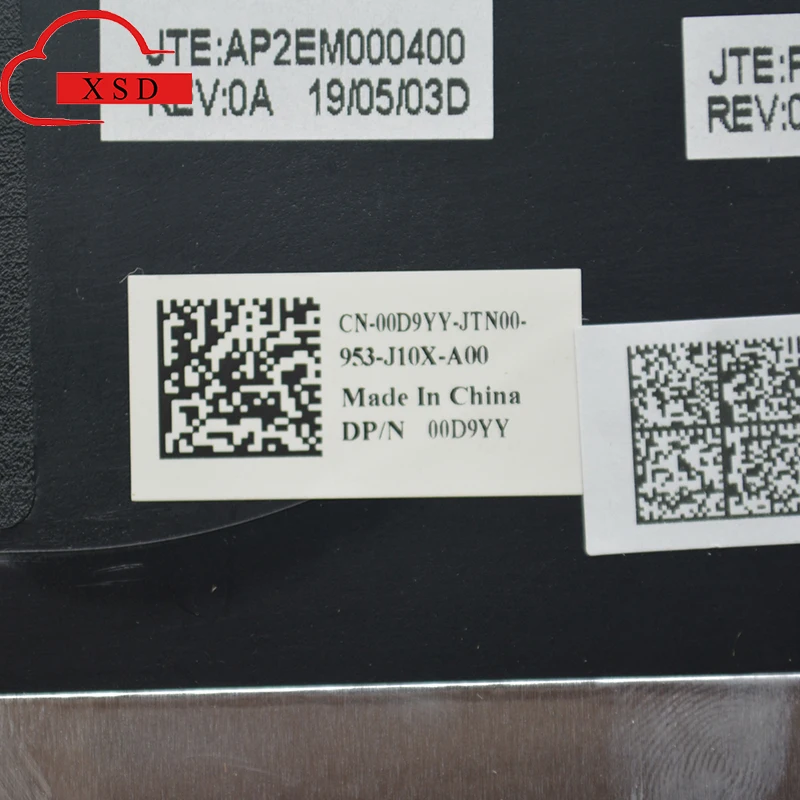 JTE:AP2EM000400
REV:0A 19/05/03D
XSD
JTE:
REV:0
CN-00D9YY-JTN00-
953-J10X-A00
Made In China
DP/N 00D9YY